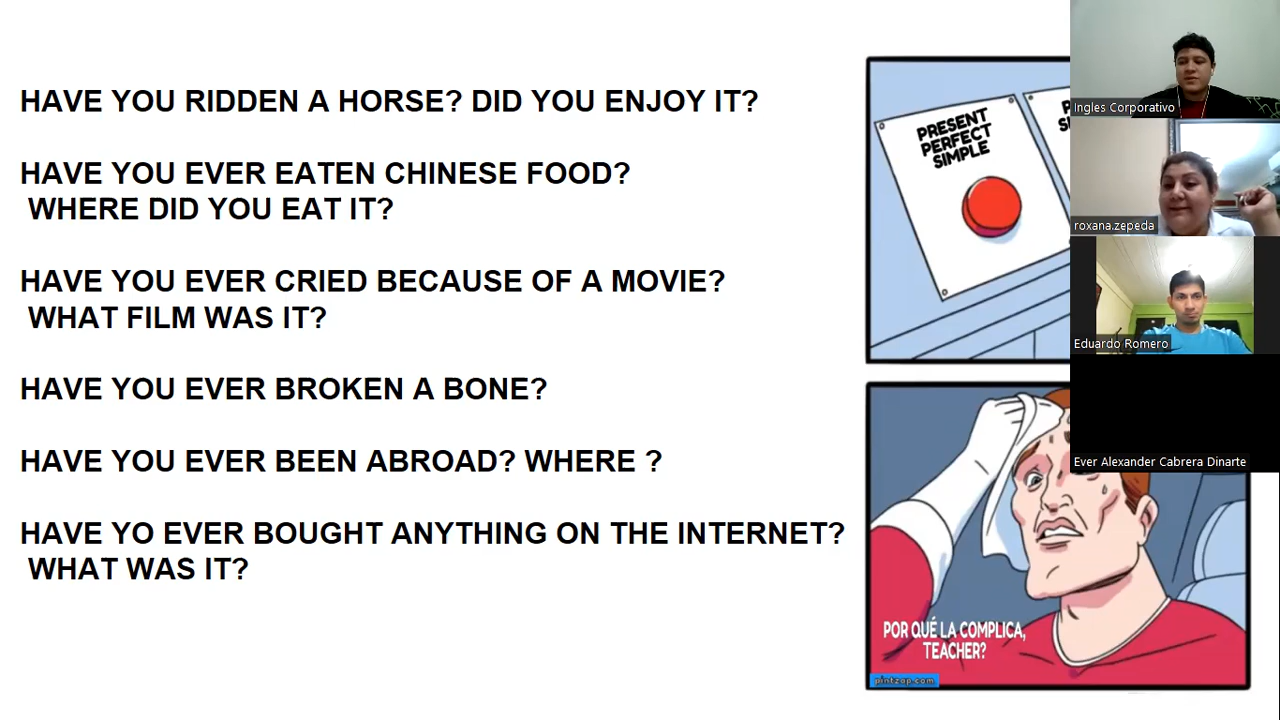 HAVE YOU RIDDEN A HORSE? DID YOU ENJOY IT?
HAVE YOU EVER EATEN CHINESE FOOD?
WHERE DID YOU EAT IT?
HAVE YOU EVER CRIED BECAUSE OF A MOVIE?
WHAT FILM WAS IT?
HAVE YOU EVER BROKEN A BONE?
HAVE YOU EVER BEEN ABROAD? WHERE ?
HAVE YO EVER BOUGHT ANYTHING ON THE INTERNET?
WHAT WAS IT?
PRESENT
PERFECT
SIMPLE
POR QUÉ LA COMPLICA,
TEACHER?
pintzap.com
Ingles Corporativo
roxana.zepeda
Eduardo Romero
Ever Alexander Cabrera Dinarte